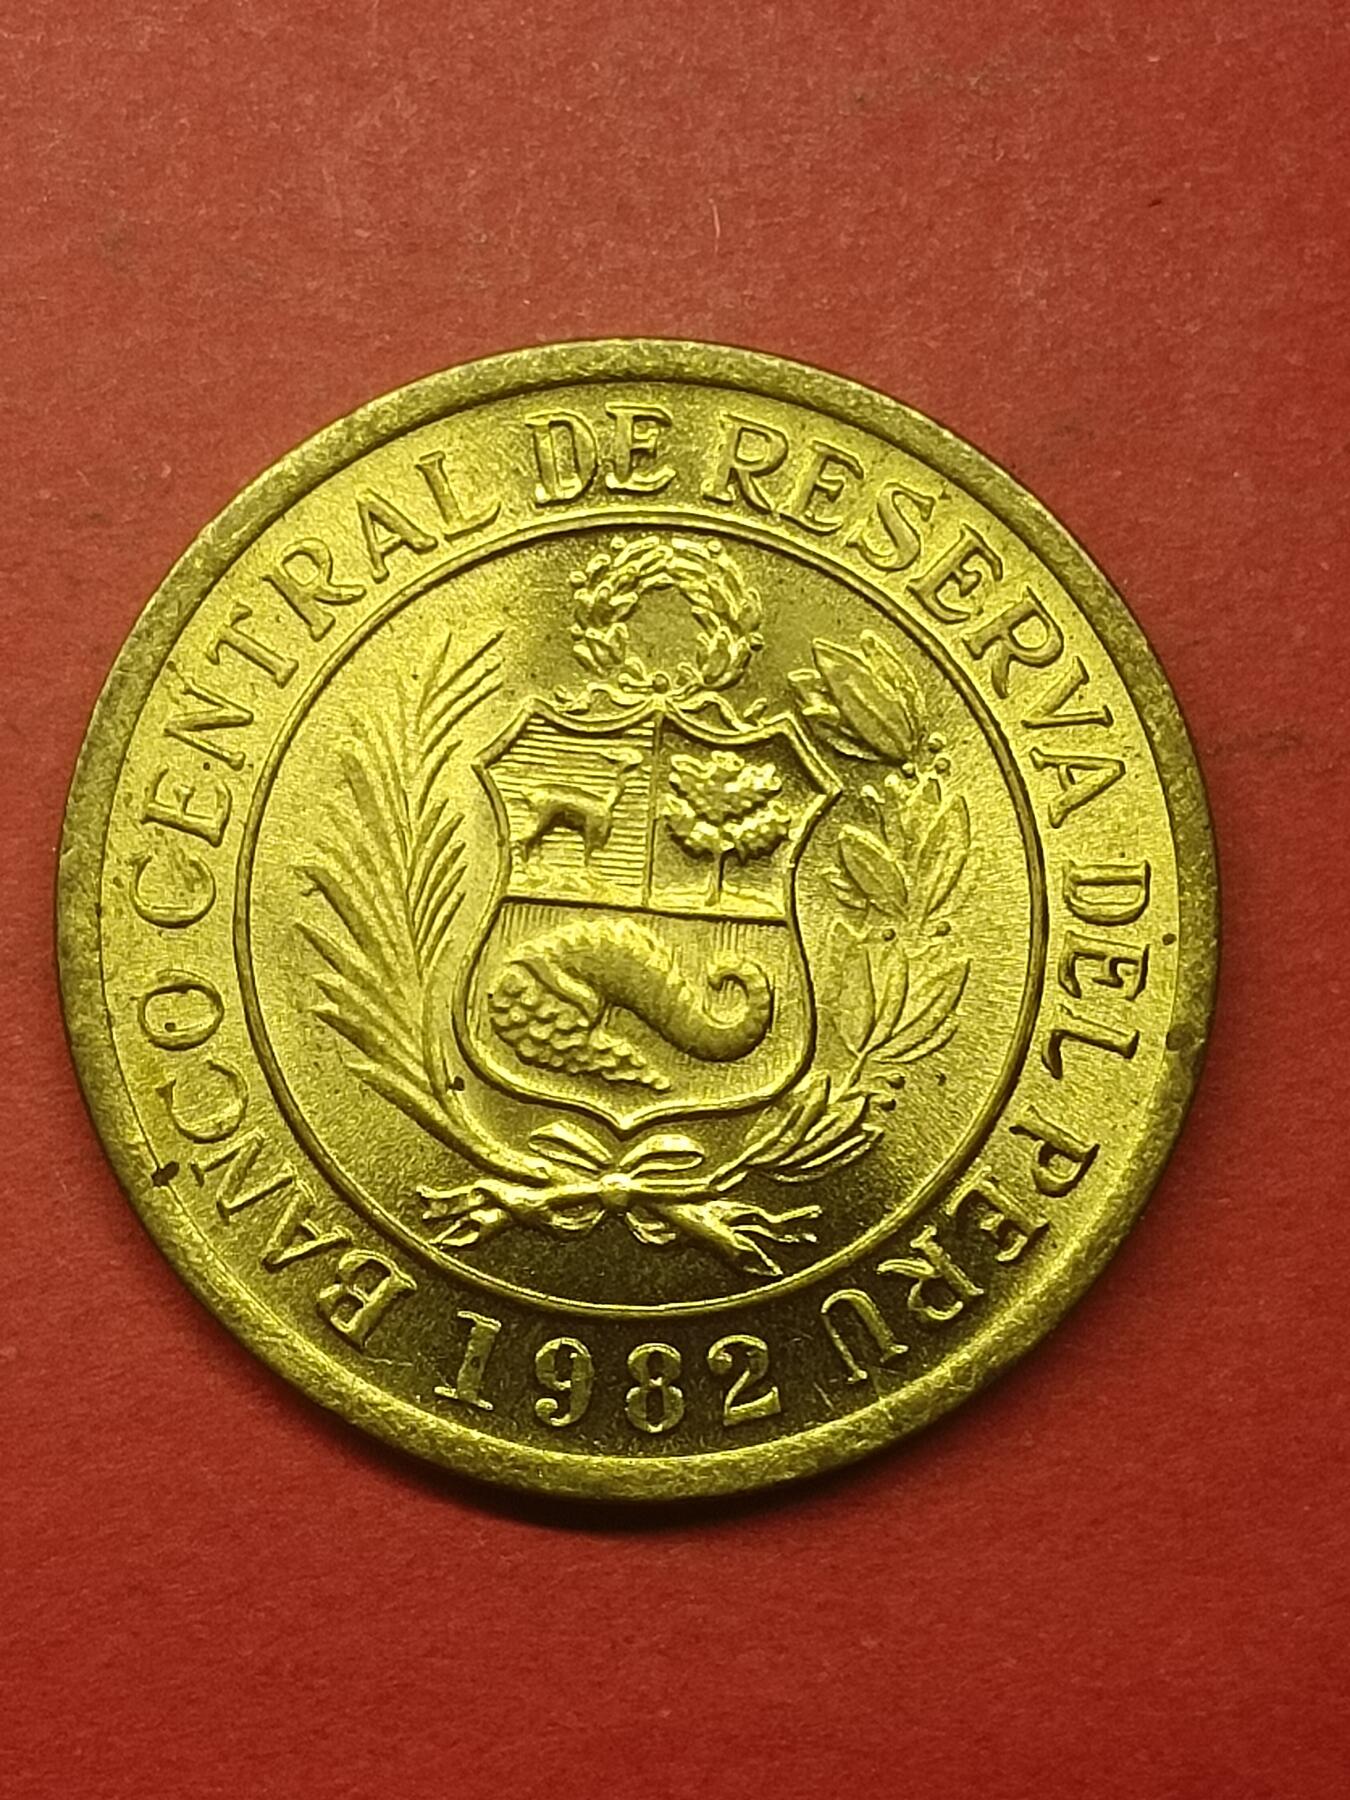 BANCO CENTRAL DE RESERVA DEL PERU
1982